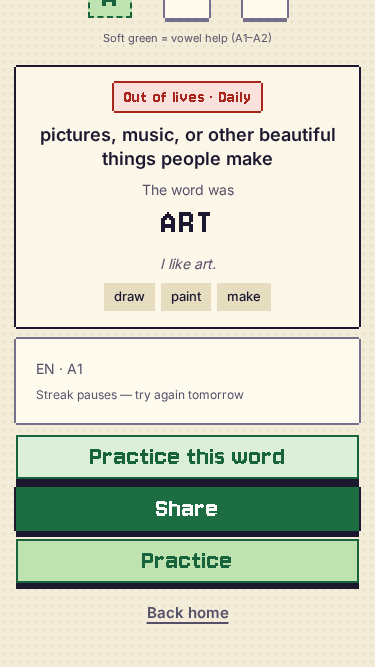 A
Soft green = vowel help (A1–A2)
Out of lives · Daily
pictures, music, or other beautiful
things people make
The word was
ART
I like art.
draw paint make
EN · A1
Streak pauses — try again tomorrow
Practice this word
Share
Practice
Back home